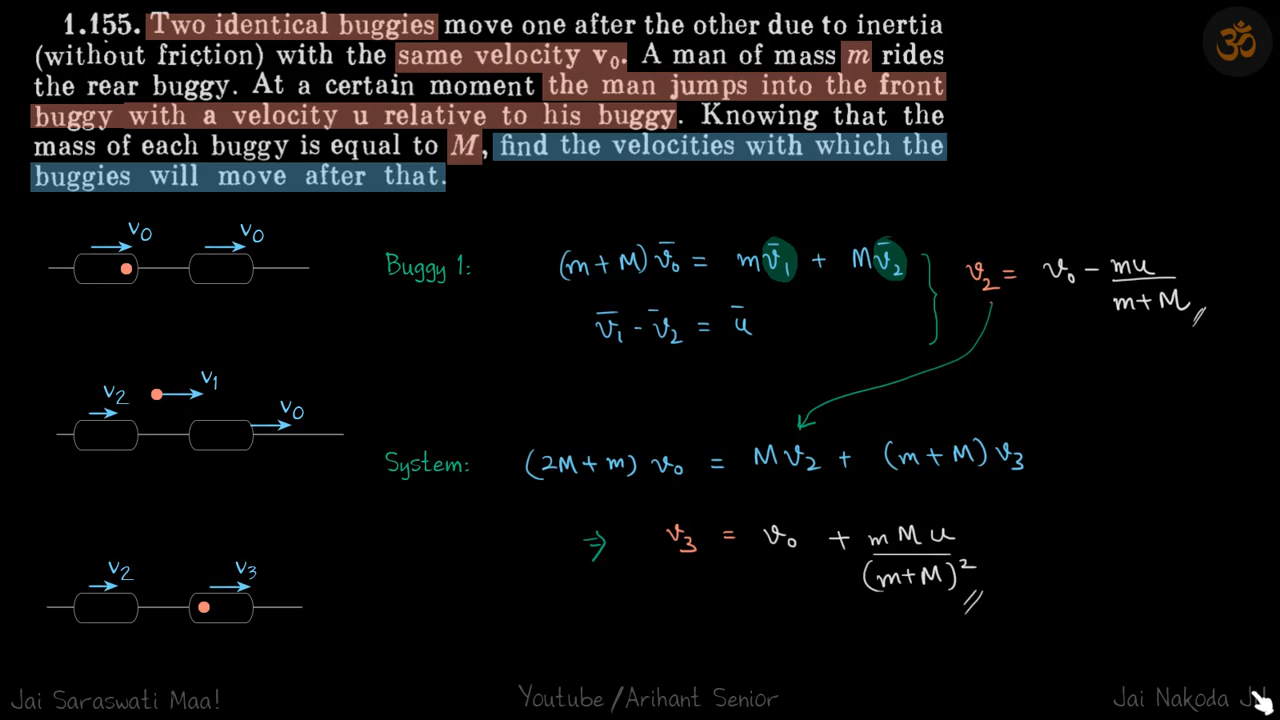 1.155. Two identical buggies move one after the other due to inertia
(without friction) with the same velocity v₀. A man of mass m rides
the rear buggy. At a certain moment the man jumps into the front
buggy with a velocity u relative to his buggy. Knowing that the
mass of each buggy is equal to M, find the velocities with which the
buggies will move after that.
ॐ
v₀ v₀
Buggy 1: (m+M) v̄₀ = m v̄₁ + M v̄₂
v₂ = v₀ - mu/(m+M)
v̄₁ - v̄₂ = ū
v₂ v₁ v₀
System: (2M+m) v₀ = Mv₂ + (m+M) v₃
⇒ v₃ = v₀ + mMu/(m+M)²
v₂ v₃
Jai Saraswati Maa! Youtube/Arihant Senior Jai Nakoda